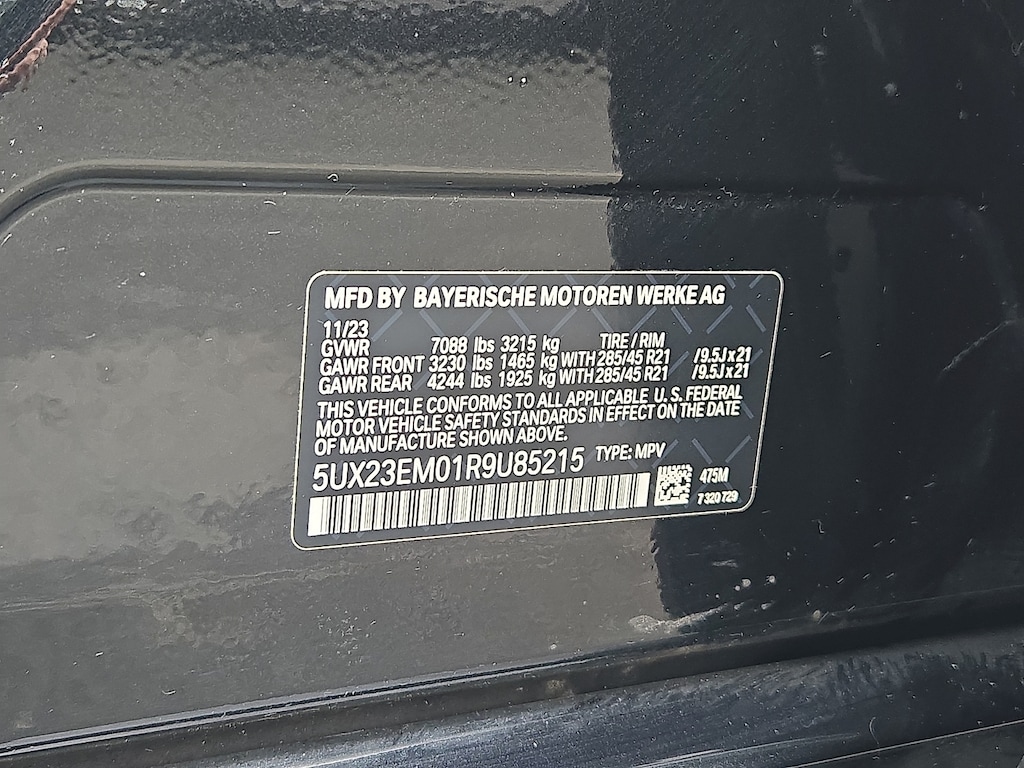 MFD BY BAYERISCHE MOTOREN WERKE AG
11/23
GVWR 7088 lbs 3215 kg TIRE / RIM
GAWR FRONT 3230 lbs 1465 kg WITH 285/45 R21 / 9.5J x 21
GAWR REAR 4244 lbs 1925 kg WITH 285/45 R21 / 9.5J x 21
THIS VEHICLE CONFORMS TO ALL APPLICABLE U.S. FEDERAL
MOTOR VEHICLE SAFETY STANDARDS IN EFFECT ON THE DATE
OF MANUFACTURE SHOWN ABOVE.
5UX23EM01R9U85215 TYPE: MPV
475M
7 320 729